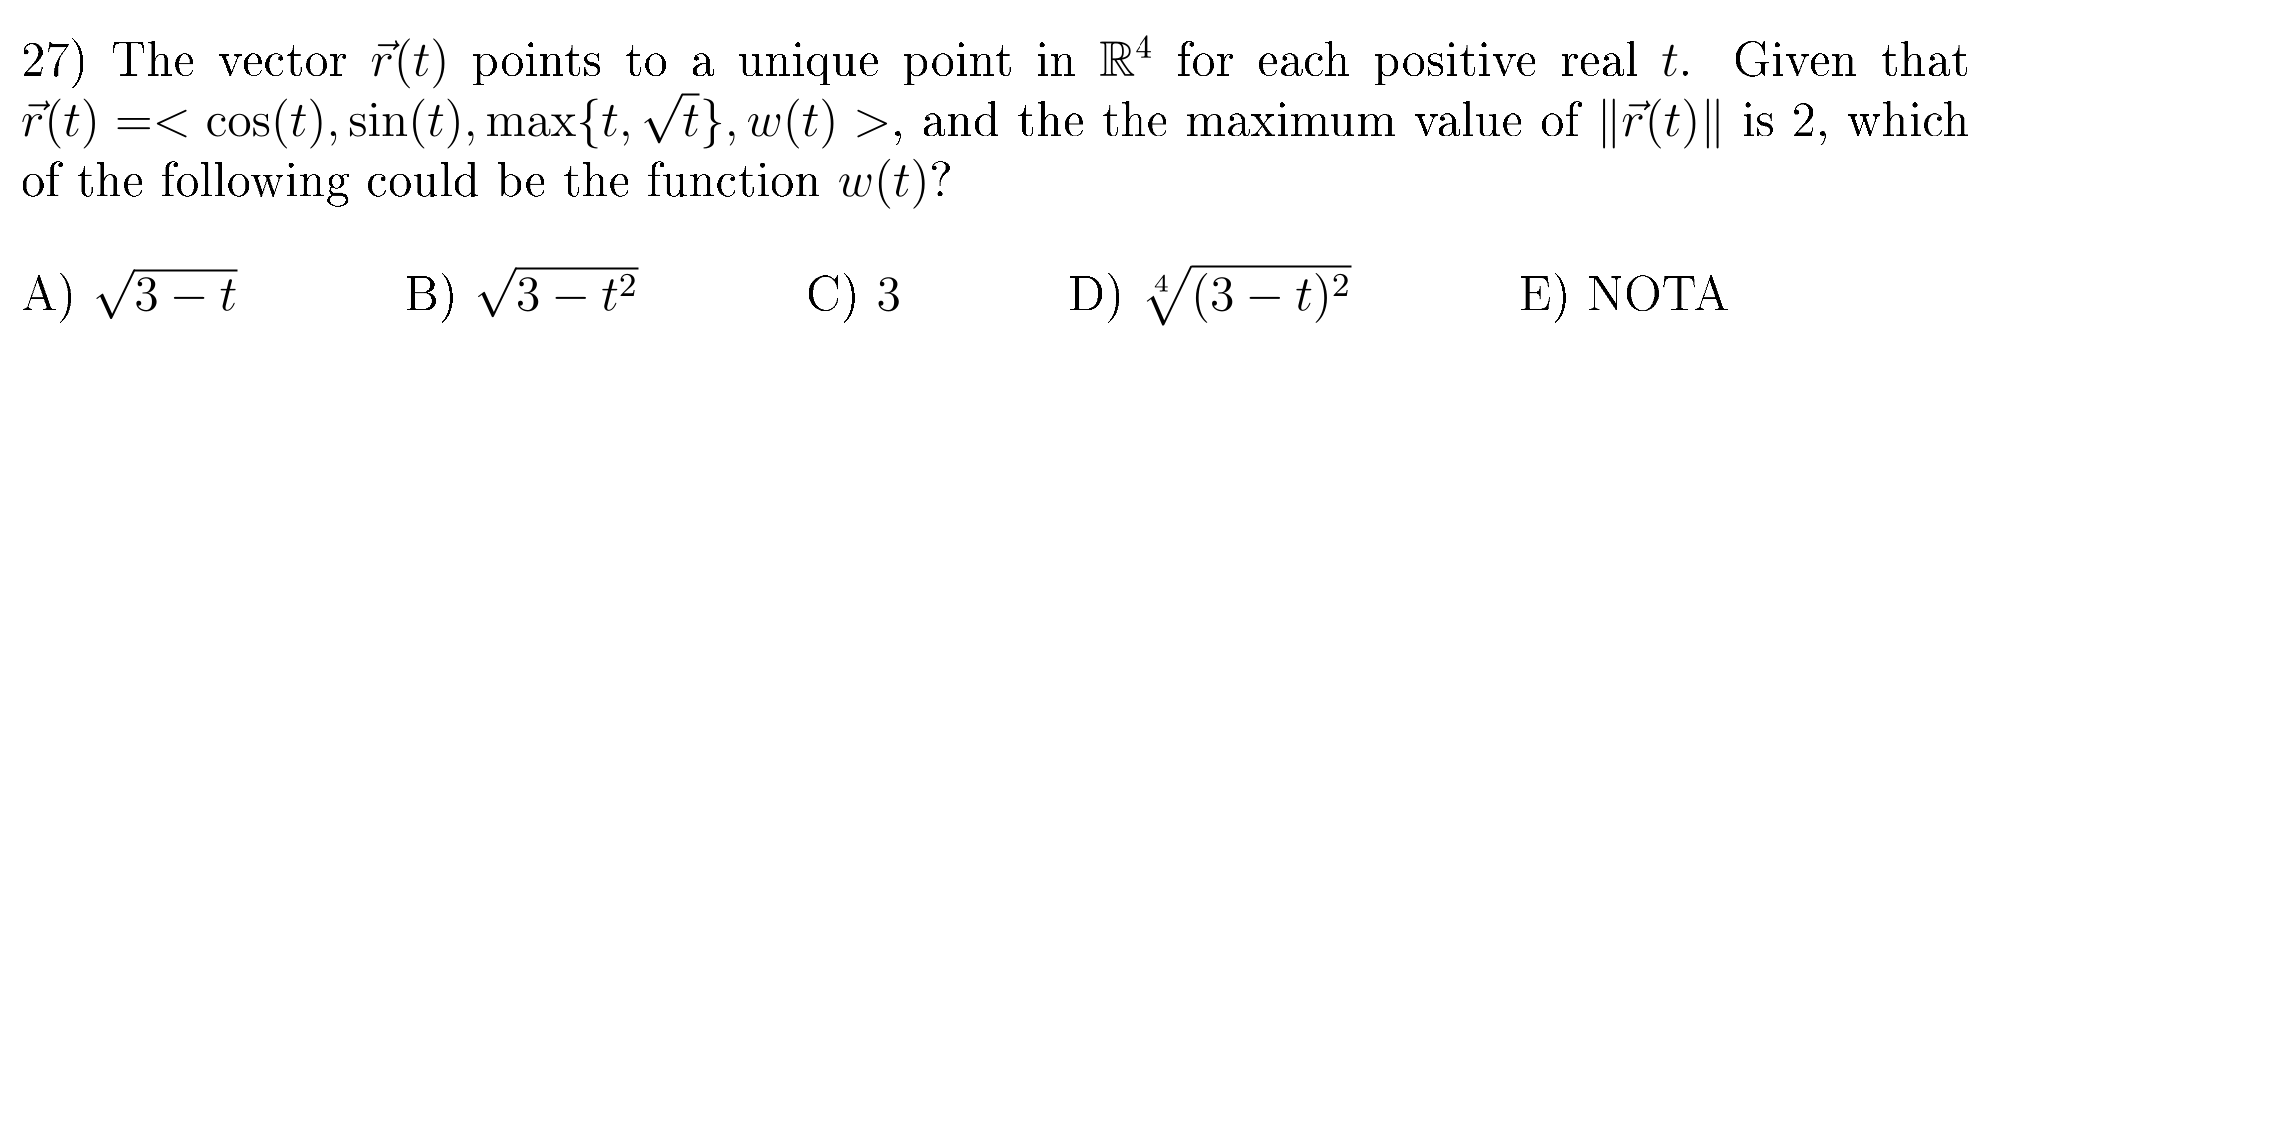 27) The vector $\vec{r}(t)$ points to a unique point in $\mathbb{R}^4$ for each positive real $t$. Given that
$\vec{r}(t) =< \cos(t), \sin(t), \max\{t, \sqrt{t}\}, w(t) >$, and the the maximum value of $\|\vec{r}(t)\|$ is 2, which
of the following could be the function $w(t)$?
A) $\sqrt{3-t}$ B) $\sqrt{3-t^2}$ C) 3 D) $\sqrt[4]{(3-t)^2}$ E) NOTA